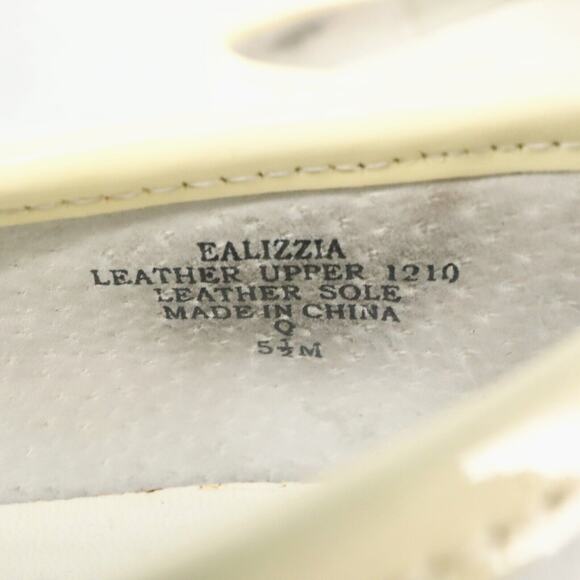 EALIZZIA
LEATHER UPPER 1210
LEATHER SOLE
MADE IN CHINA
Q
5½M